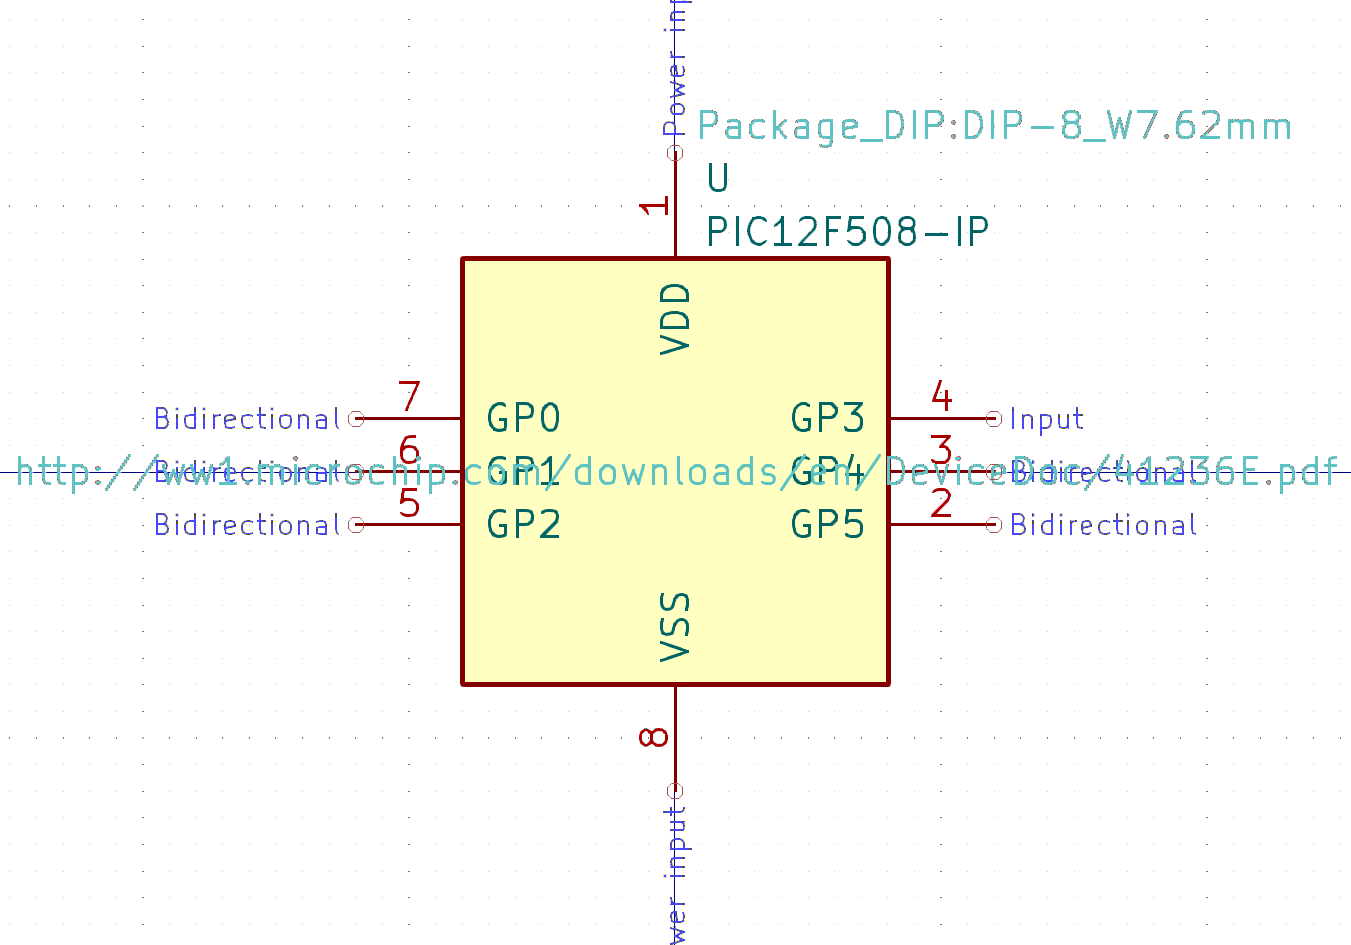 Power inp
Package_DIP:DIP-8_W7.62mm
U
1
PIC12F508-IP
VDD
Bidirectional 7 GP0 GP3 4 Input
Bidirectional 6 GP1 GP4 3 Bidirectional
http://ww1.microchip.com/downloads/en/DeviceDoc/41236E.pdf
Bidirectional 5 GP2 GP5 2 Bidirectional
VSS
8
wer input